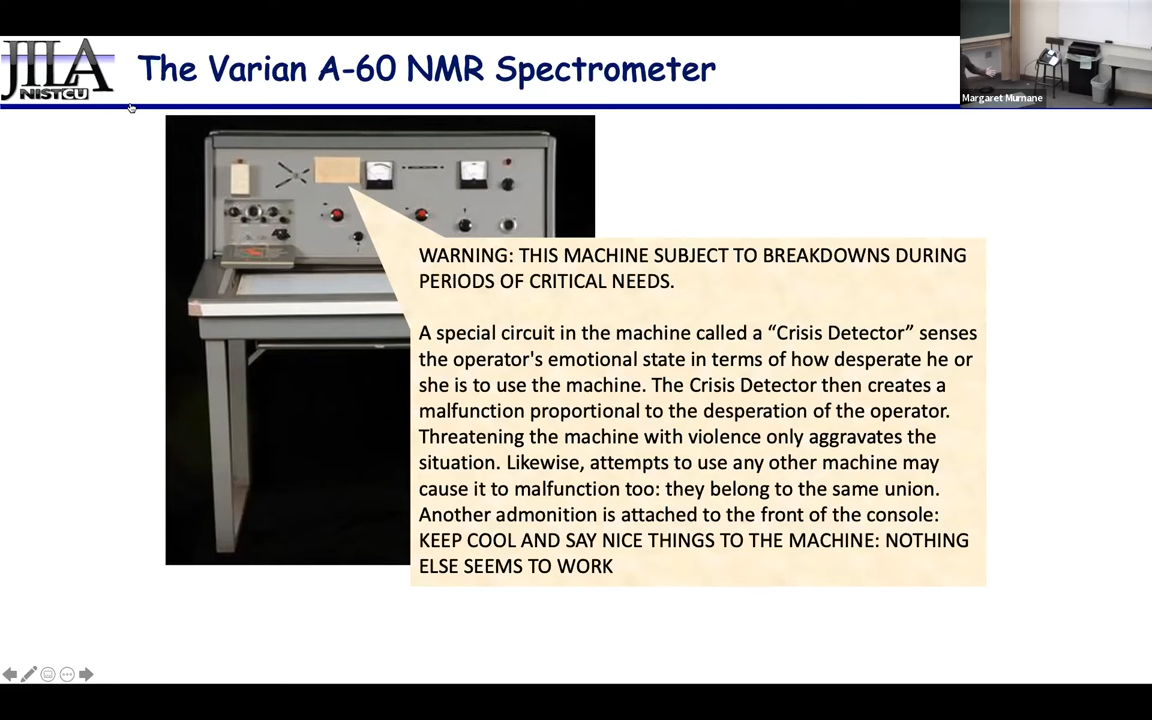 JILA
NIST CU
The Varian A-60 NMR Spectrometer
Margaret Murnane
WARNING: THIS MACHINE SUBJECT TO BREAKDOWNS DURING
PERIODS OF CRITICAL NEEDS.
A special circuit in the machine called a “Crisis Detector” senses
the operator's emotional state in terms of how desperate he or
she is to use the machine. The Crisis Detector then creates a
malfunction proportional to the desperation of the operator.
Threatening the machine with violence only aggravates the
situation. Likewise, attempts to use any other machine may
cause it to malfunction too: they belong to the same union.
Another admonition is attached to the front of the console:
KEEP COOL AND SAY NICE THINGS TO THE MACHINE: NOTHING
ELSE SEEMS TO WORK